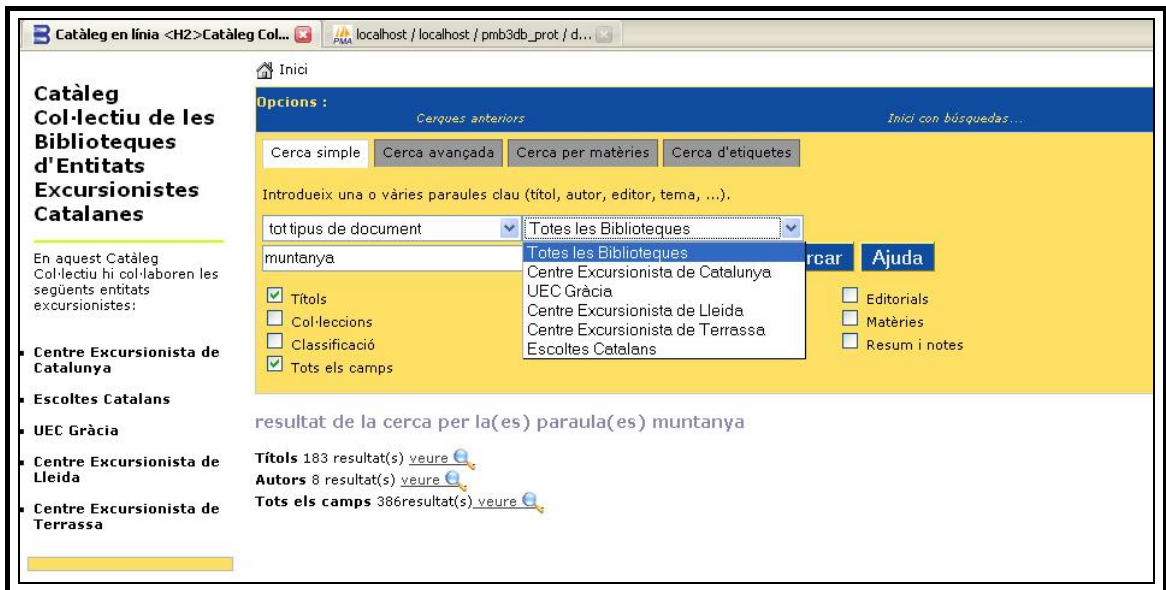 Catàleg en línia <H2>Catàleg Col...
localhost / localhost / pmb3db_prot / d...
Catàleg
Col·lectiu de les
Biblioteques
d'Entitats
Excursionistes
Catalanes
En aquest Catàleg
Col·lectiu hi col·laboren les
següents entitats
excursionistes:
Centre Excursionista de
Catalunya
Escoltes Catalans
UEC Gràcia
Centre Excursionista de
Lleida
Centre Excursionista de
Terrassa
Inici
Opcions :
Cerques anteriors
Inici con búsquedas...
Cerca simple Cerca avançada Cerca per matèries Cerca d'etiquetes
Introdueix una o vàries paraules clau (títol, autor, editor, tema, ...).
tot tipus de document Totes les Biblioteques
muntanya
Totes les Biblioteques
Centre Excursionista de Catalunya
UEC Gràcia
Centre Excursionista de Lleida
Centre Excursionista de Terrassa
Escoltes Catalans
rcar Ajuda
Títols
Col·leccions
Classificació
Tots els camps
Editorials
Matèries
Resum i notes
resultat de la cerca per la(es) paraula(es) muntanya
Títols 183 resultat(s) veure
Autors 8 resultat(s) veure
Tots els camps 386resultat(s) veure